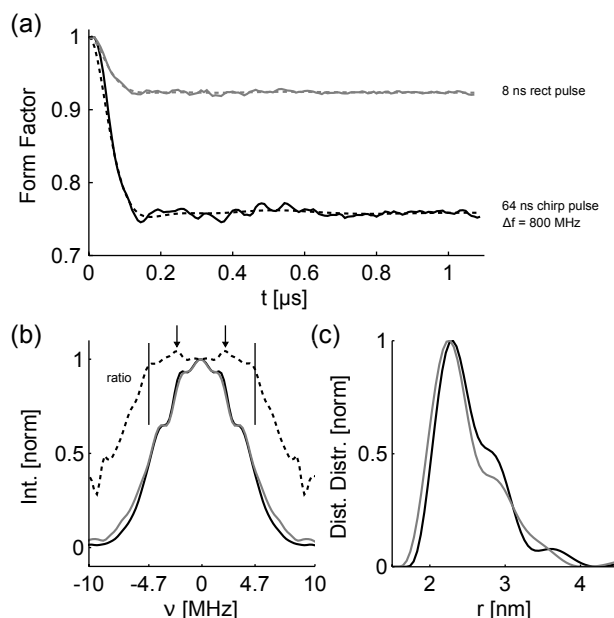 (a)
1
0.9
0.8
0.7
Form Factor
0
0.2
0.4
0.6
0.8
1
t [µs]
8 ns rect pulse
64 ns chirp pulse
Δf = 800 MHz
(b)
1
0.5
0
Int. [norm]
ratio
-10
-4.7
0
4.7
10
ν [MHz]
(c)
1
0.5
0
Dist. Distr. [norm]
2
3
4
r [nm]